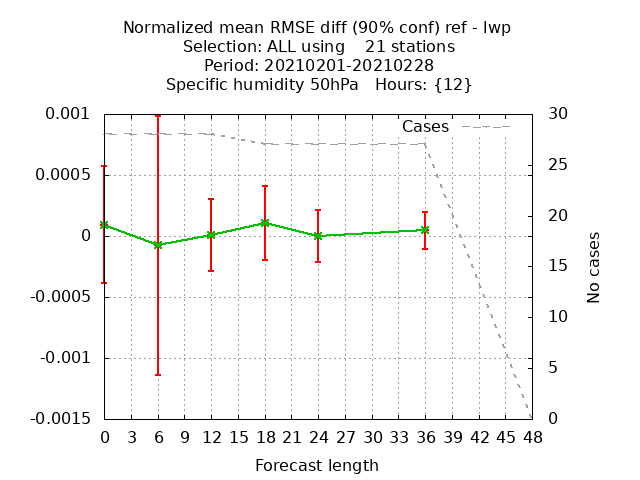 Normalized mean RMSE diff (90% conf) ref - lwp
Selection: ALL using    21 stations
Period: 20210201-20210228
Specific humidity 50hPa   Hours: {12}
0.001
0.0005
0
-0.0005
-0.001
-0.0015
Cases
30
25
20
15
10
5
0
No cases
0 3 6 9 12 15 18 21 24 27 30 33 36 39 42 45 48
Forecast length